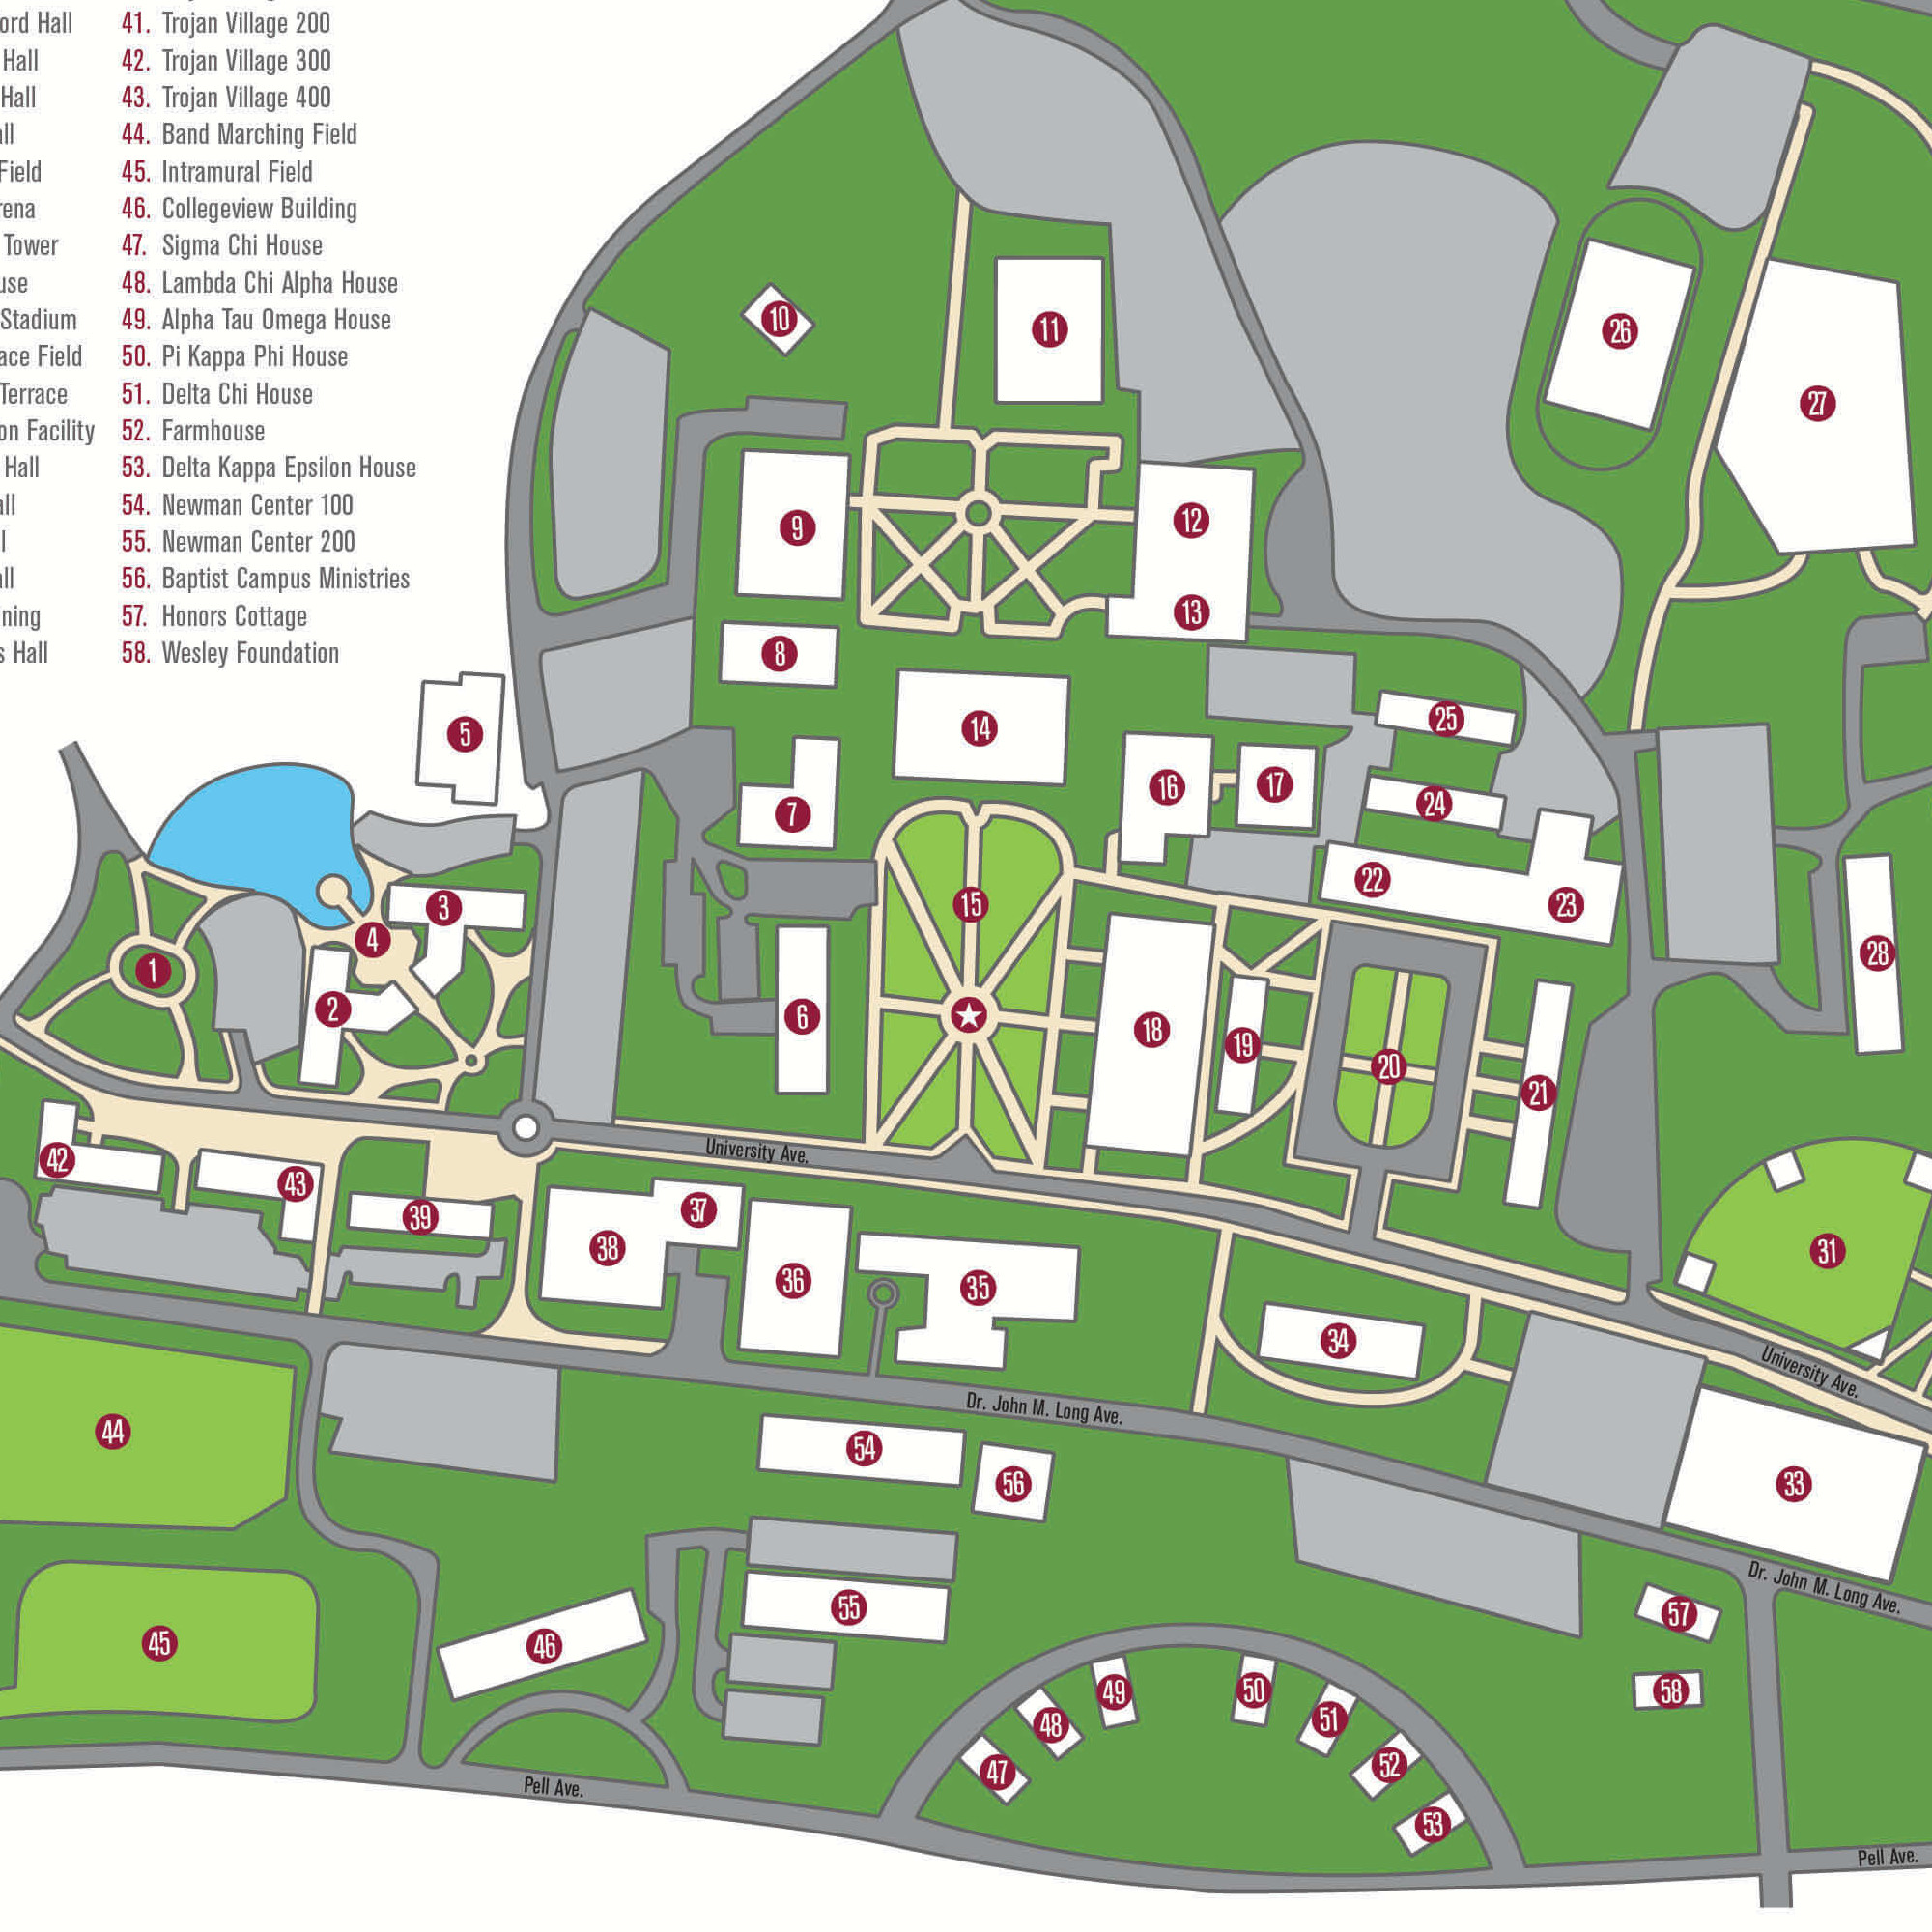 ord Hall
Hall
Hall
all
Field
rena
Tower
use
Stadium
ace Field
Terrace
on Facility
Hall
all
l
all
ning
s Hall
41. Trojan Village 200
42. Trojan Village 300
43. Trojan Village 400
44. Band Marching Field
45. Intramural Field
46. Collegeview Building
47. Sigma Chi House
48. Lambda Chi Alpha House
49. Alpha Tau Omega House
50. Pi Kappa Phi House
51. Delta Chi House
52. Farmhouse
53. Delta Kappa Epsilon House
54. Newman Center 100
55. Newman Center 200
56. Baptist Campus Ministries
57. Honors Cottage
58. Wesley Foundation
10
11
26
27
9
12
13
8
5
14
25
7
16
17
24
3
15
22
23
4
1
2
6
18
19
20
28
21
42
43
39
University Ave.
38
37
36
35
31
34
University Ave.
44
Dr. John M. Long Ave.
54
56
33
Dr. John M. Long Ave.
45
46
55
57
58
49
50
48
51
47
52
53
Pell Ave.
Pell Ave.